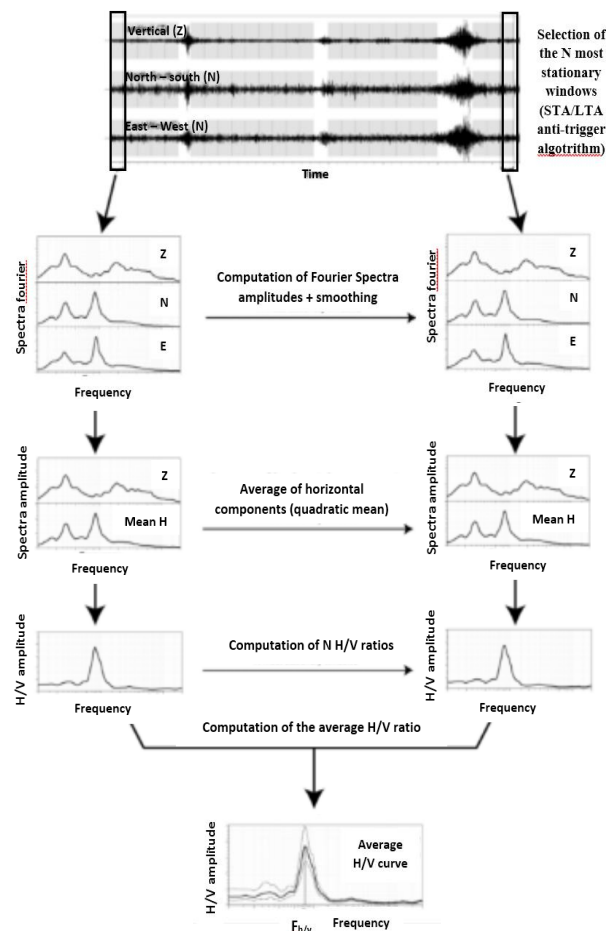 Vertical (Z)
North – south (N)
East – West (N)
Time
Selection of
the N most
stationary
windows
(STA/LTA
anti-trigger
algotrithm)
Spectra fourier
Z
N
E
Frequency
Computation of Fourier Spectra
amplitudes + smoothing
Spectra fourier
Z
N
E
Frequency
Spectra amplitude
Z
Mean H
Frequency
Average of horizontal
components (quadratic mean)
Spectra amplitude
Z
Mean H
Frequency
H/V amplitude
Frequency
Computation of N H/V ratios
H/V amplitude
Frequency
Computation of the average H/V ratio
H/V amplitude
Average
H/V curve
Fh/v
Frequency